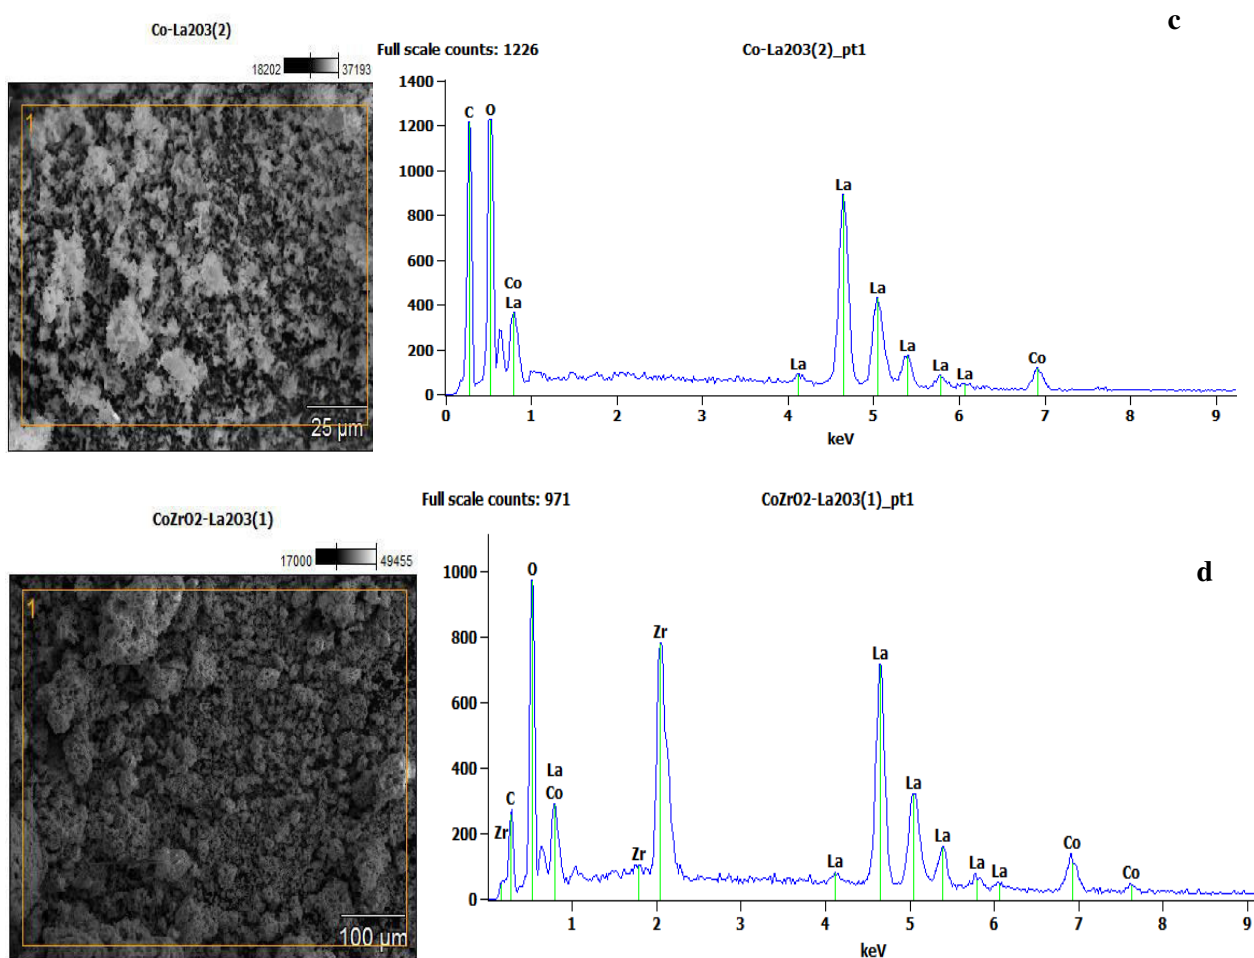 c
Co-La2O3(2)
18202 37193
1
25 µm
Full scale counts: 1226
Co-La2O3(2)_pt1
1400
1200
1000
800
600
400
200
0
C O
Co
La
La
La
La
La
La
La
Co
0 1 2 3 4 5 6 7 8 9
keV
d
CoZrO2-La2O3(1)
17000 49455
1
100 µm
Full scale counts: 971
CoZrO2-La2O3(1)_pt1
1000
800
600
400
200
0
O
Zr
C
La
Co
Zr
Zr
La
La
La
La
La
La
Co
Co
1 2 3 4 5 6 7 8 9
keV